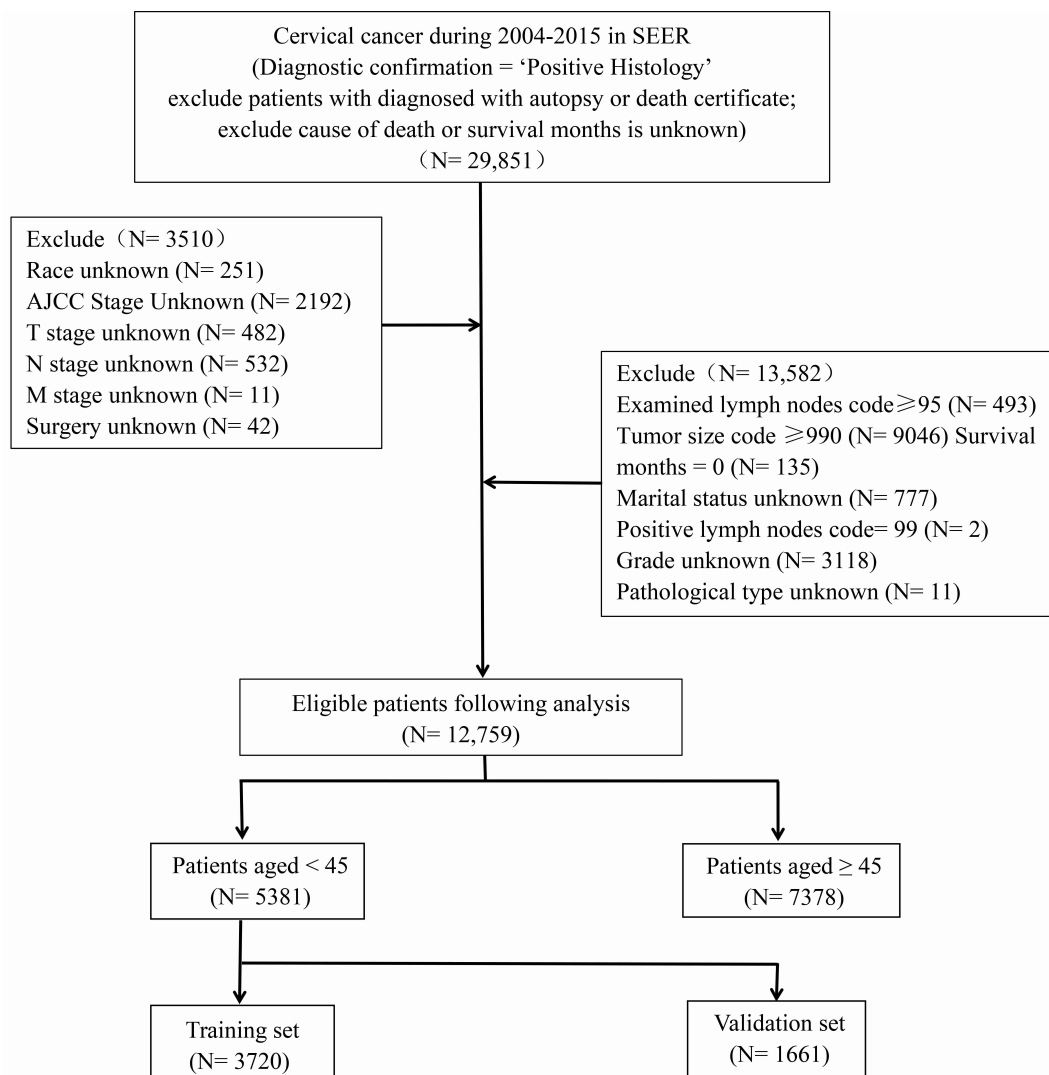 Cervical cancer during 2004-2015 in SEER
(Diagnostic confirmation = ‘Positive Histology’
exclude patients with diagnosed with autopsy or death certificate;
exclude cause of death or survival months is unknown)
（N= 29,851）
Exclude（N= 3510）
Race unknown (N= 251)
AJCC Stage Unknown (N= 2192)
T stage unknown (N= 482)
N stage unknown (N= 532)
M stage unknown (N= 11)
Surgery unknown (N= 42)
Exclude（N= 13,582）
Examined lymph nodes code≥95 (N= 493)
Tumor size code ≥990 (N= 9046) Survival
months = 0 (N= 135)
Marital status unknown (N= 777)
Positive lymph nodes code= 99 (N= 2)
Grade unknown (N= 3118)
Pathological type unknown (N= 11)
Eligible patients following analysis
(N= 12,759)
Patients aged < 45
(N= 5381)
Patients aged ≥ 45
(N= 7378)
Training set
(N= 3720)
Validation set
(N= 1661)